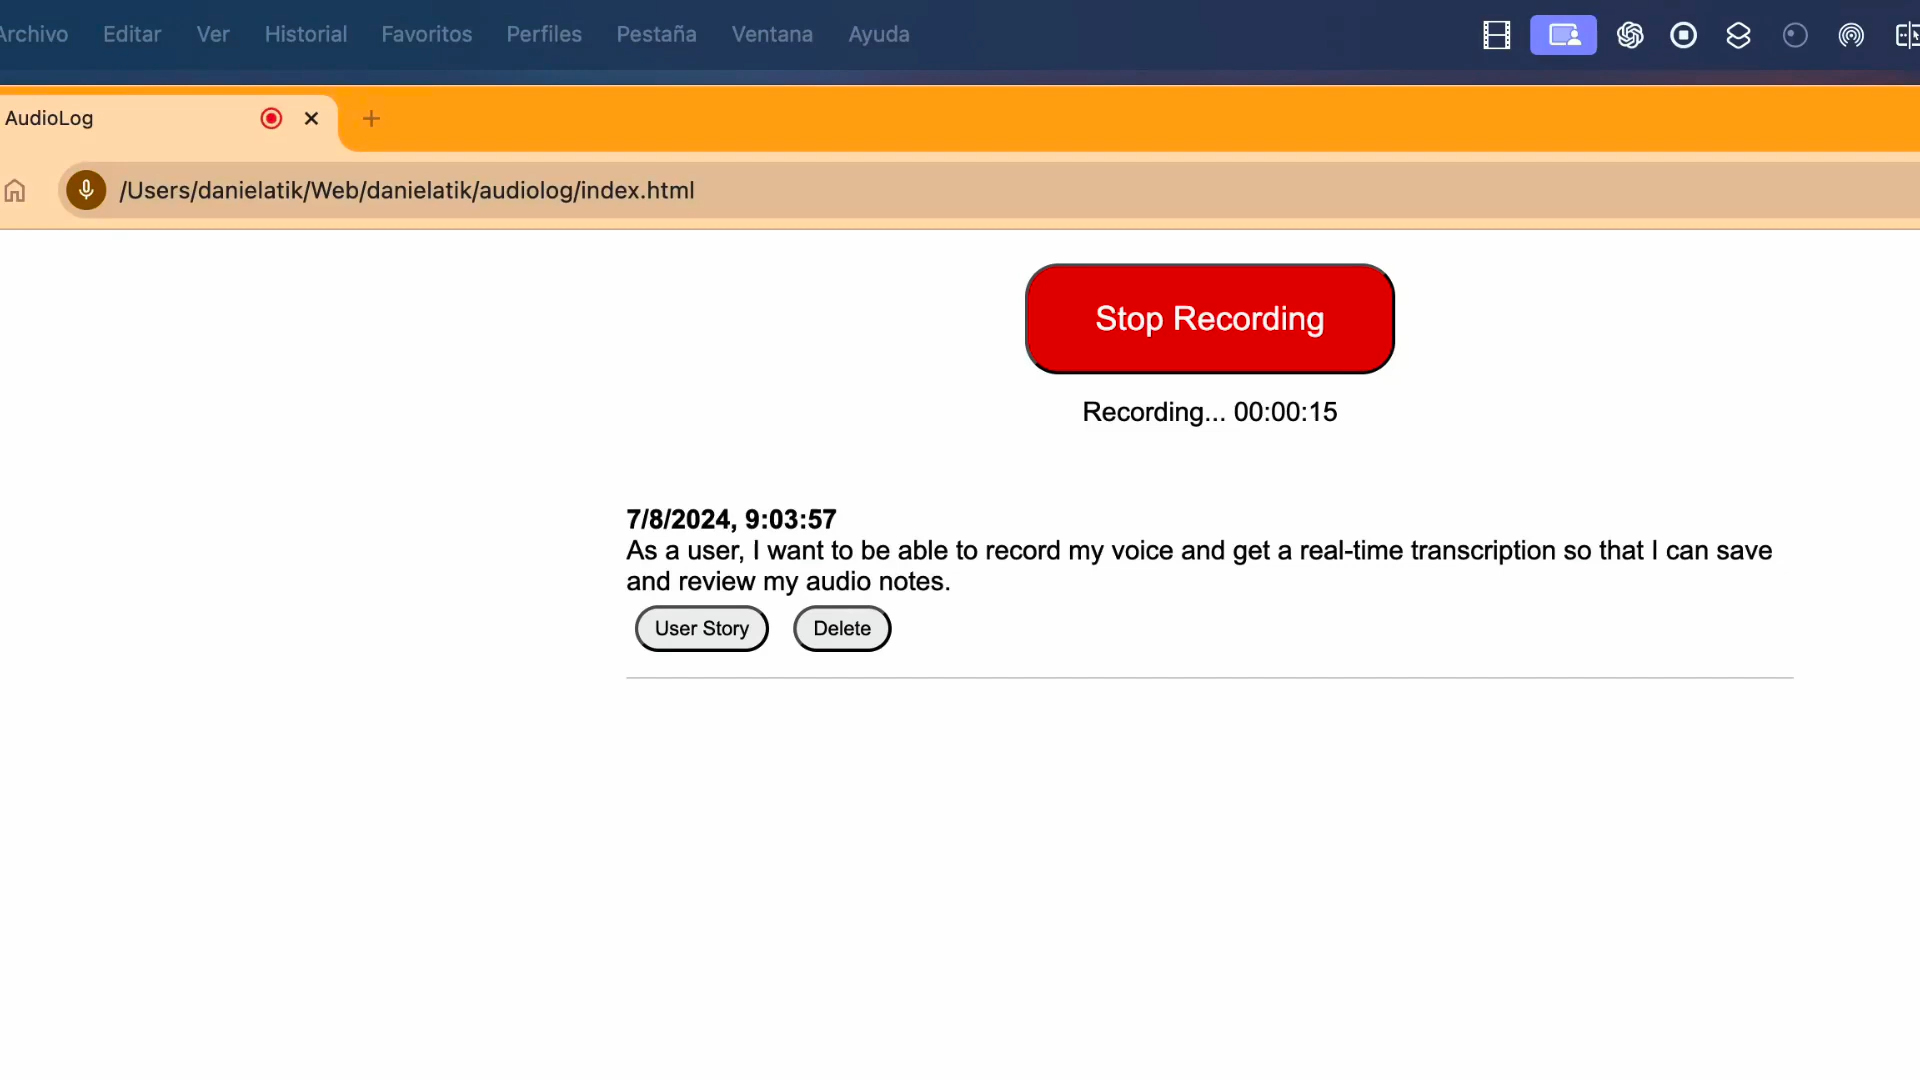 Archivo Editar Ver Historial Favoritos Perfiles Pestaña Ventana Ayuda
AudioLog
/Users/danielatik/Web/danielatik/audiolog/index.html
Stop Recording
Recording... 00:00:15
7/8/2024, 9:03:57
As a user, I want to be able to record my voice and get a real-time transcription so that I can save
and review my audio notes.
User Story Delete